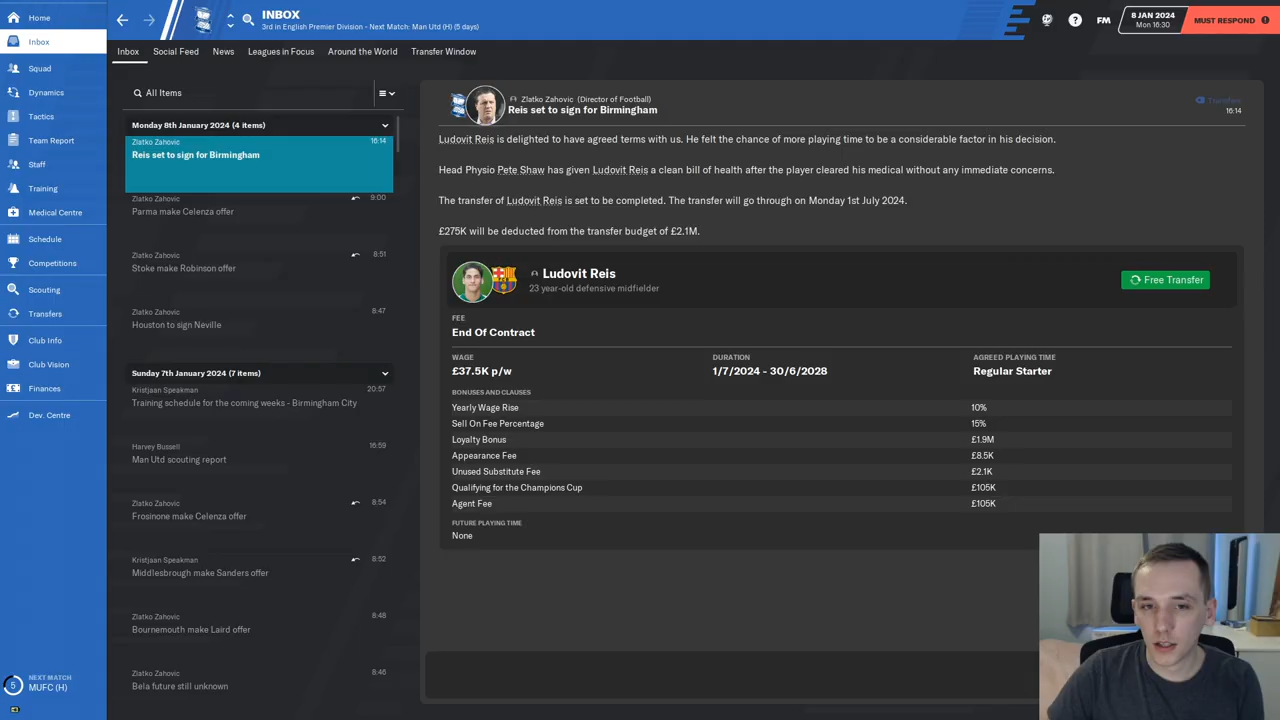 Home
Inbox
Squad
Dynamics
Tactics
Team Report
Staff
Training
Medical Centre
Schedule
Competitions
Scouting
Transfers
Club Info
Club Vision
Finances
Dev. Centre
5
NEXT MATCH
MUFC (H)
INBOX
3rd in English Premier Division - Next Match: Man Utd (H) (5 days)
?
FM
8 JAN 2024
Mon 16:30
MUST RESPOND
Inbox
Social Feed
News
Leagues in Focus
Around the World
Transfer Window
All Items
Monday 8th January 2024 (4 items)
Zlatko Zahovic 16:14
Reis set to sign for Birmingham
Zlatko Zahovic 9:00
Parma make Celenza offer
Zlatko Zahovic 8:51
Stoke make Robinson offer
Zlatko Zahovic 8:47
Houston to sign Neville
Sunday 7th January 2024 (7 items)
Kristjaan Speakman 20:57
Training schedule for the coming weeks - Birmingham City
Harvey Bussell 16:59
Man Utd scouting report
Zlatko Zahovic 8:54
Frosinone make Celenza offer
Kristjaan Speakman 8:52
Middlesbrough make Sanders offer
Zlatko Zahovic 8:48
Bournemouth make Laird offer
Zlatko Zahovic 8:46
Bela future still unknown
Zlatko Zahovic (Director of Football)
Reis set to sign for Birmingham
Transfers
16:14
Ludovit Reis is delighted to have agreed terms with us. He felt the chance of more playing time to be a considerable factor in his decision.
Head Physio Pete Shaw has given Ludovit Reis a clean bill of health after the player cleared his medical without any immediate concerns.
The transfer of Ludovit Reis is set to be completed. The transfer will go through on Monday 1st July 2024.
£275K will be deducted from the transfer budget of £2.1M.
Ludovit Reis
23 year-old defensive midfielder
Free Transfer
FEE
End Of Contract
WAGE
£37.5K p/w
DURATION
1/7/2024 - 30/6/2028
AGREED PLAYING TIME
Regular Starter
BONUSES AND CLAUSES
Yearly Wage Rise 10%
Sell On Fee Percentage 15%
Loyalty Bonus £1.9M
Appearance Fee £8.5K
Unused Substitute Fee £2.1K
Qualifying for the Champions Cup £105K
Agent Fee £105K
FUTURE PLAYING TIME
None